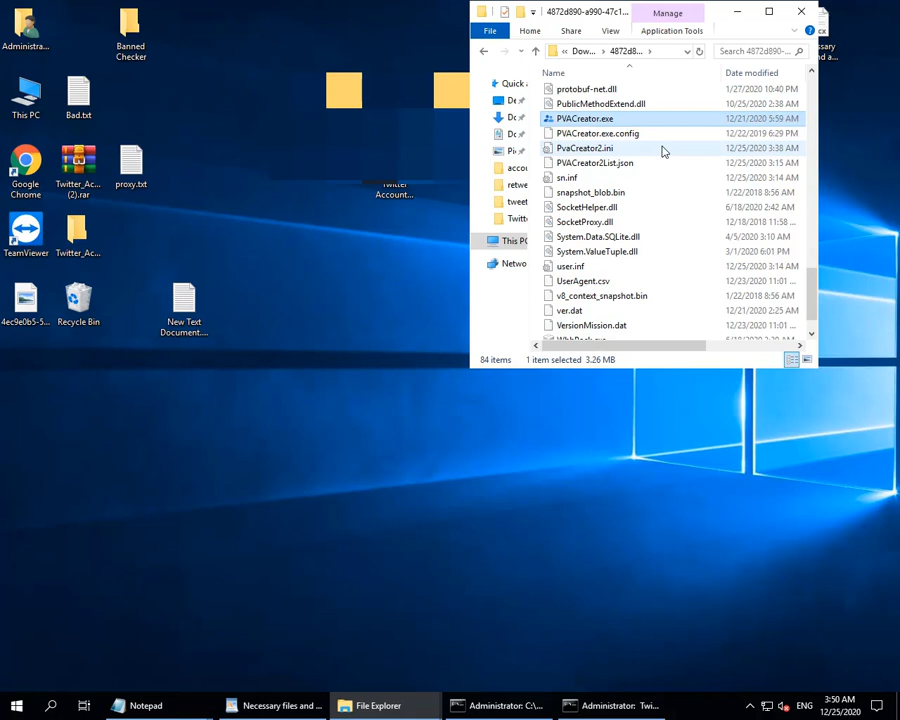 Administra...
Banned
Checker
This PC
Bad.txt
Google
Chrome
Twitter_Ac...
(2).rar
proxy.txt
Twitter
Account...
TeamViewer
Twitter_Ac...
4ec9e0b5-5...
Recycle Bin
New Text
Document....
4872d890-a990-47c1...
Manage
File
Home
Share
View
Application Tools
« Dow... › 4872d8... ›
Search 4872d890-...
Name
Date modified
Quick a
De
Do
Pi
accou
retwe
tweet
Twitt
This PC
Netwo
protobuf-net.dll 1/27/2020 10:40 PM
PublicMethodExtend.dll 10/25/2020 2:38 AM
PVACreator.exe 12/21/2020 5:59 AM
PVACreator.exe.config 12/22/2019 6:29 PM
PvaCreator2.ini 12/25/2020 3:38 AM
PVACreator2List.json 12/25/2020 3:15 AM
sn.inf 12/25/2020 3:14 AM
snapshot_blob.bin 1/22/2018 8:56 AM
SocketHelper.dll 6/18/2020 2:42 AM
SocketProxy.dll 12/18/2018 11:58 ...
System.Data.SQLite.dll 4/5/2020 3:10 AM
System.ValueTuple.dll 3/1/2020 6:01 PM
user.inf 12/25/2020 3:14 AM
UserAgent.csv 12/23/2020 11:01 ...
v8_context_snapshot.bin 1/22/2018 8:56 AM
ver.dat 12/21/2020 2:25 AM
VersionMission.dat 12/23/2020 11:01 ...
84 items 1 item selected 3.26 MB
Notepad
Necessary files and ...
File Explorer
Administrator: C:\...
Administrator: Twi...
ENG
3:50 AM
12/25/2020